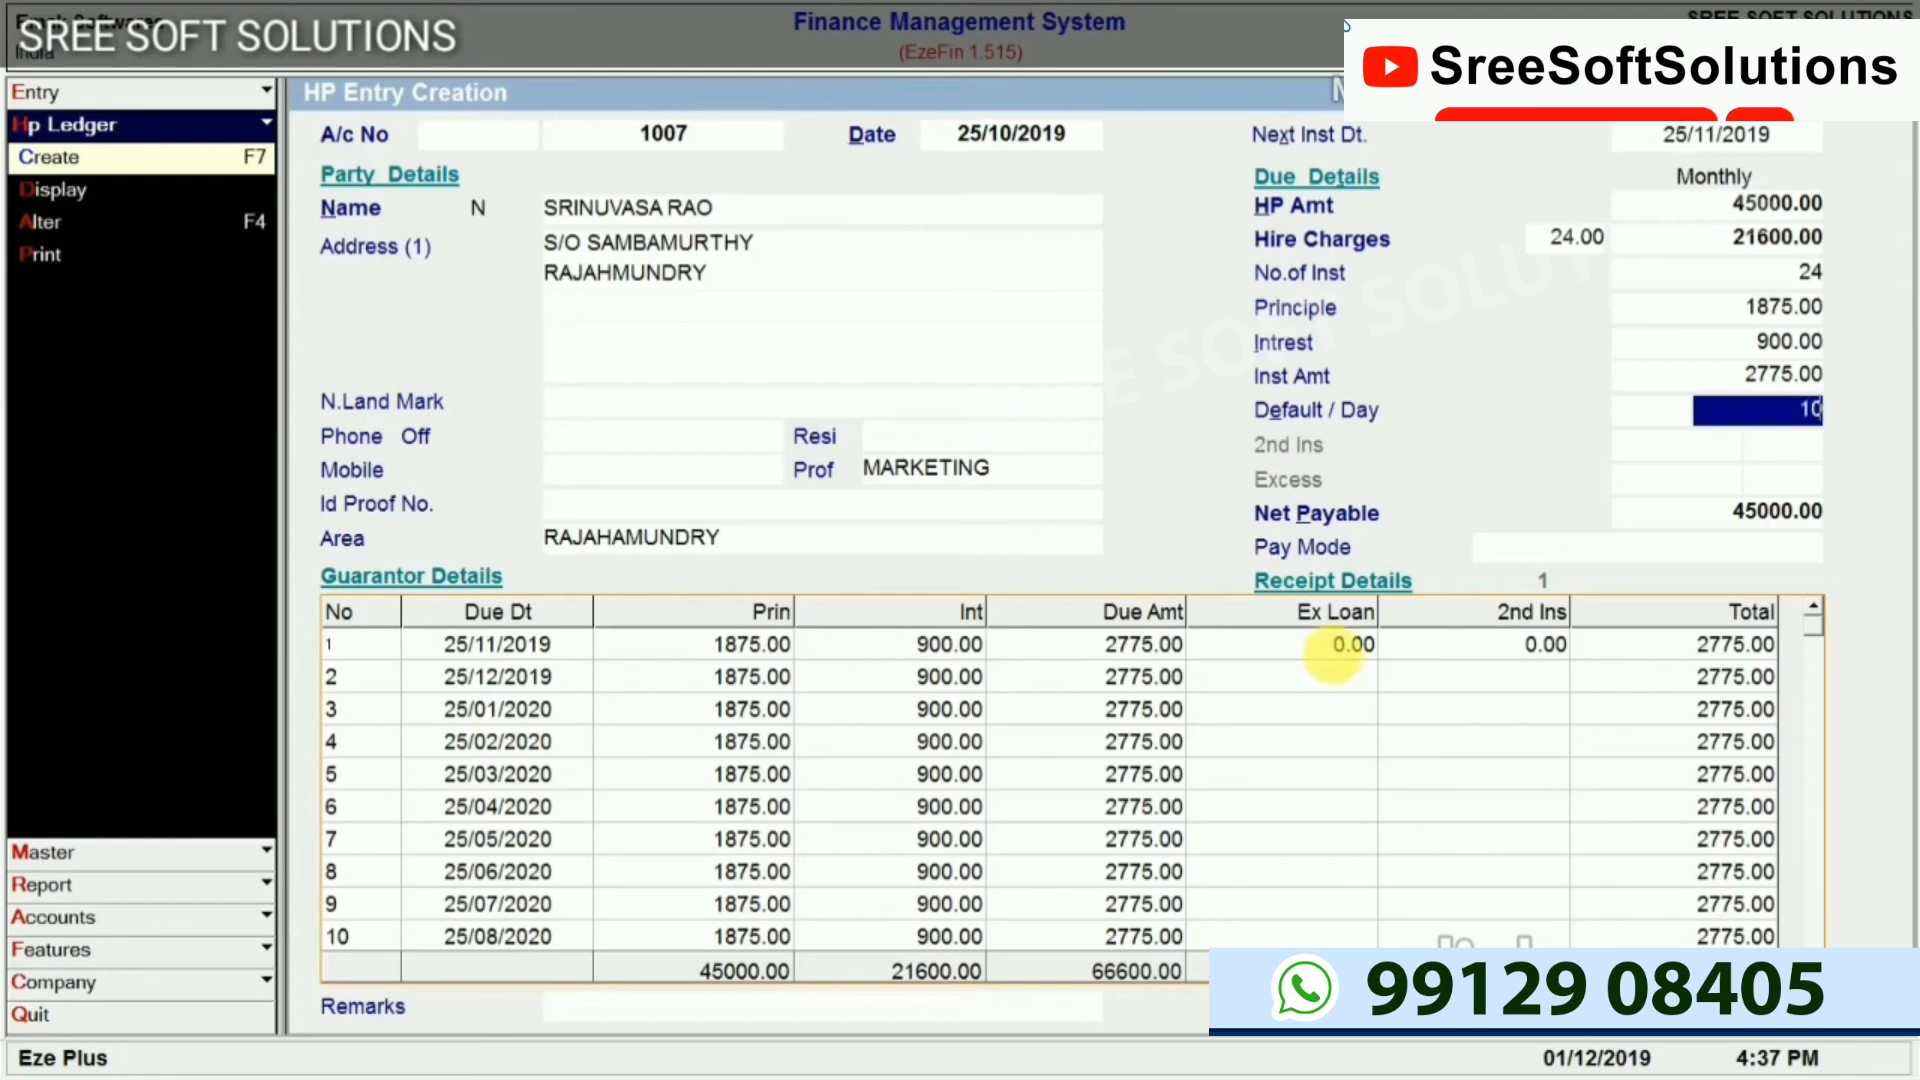 SREE SOFT SOLUTIONS
India
Finance Management System
(EzeFin 1.515)
SreeSoftSolutions
Entry
Hp Ledger
Create F7
Display
Alter F4
Print
Master
Report
Accounts
Features
Company
Quit
HP Entry Creation
A/c No 1007 Date 25/10/2019 Next Inst Dt. 25/11/2019
Party Details
Name N SRINUVASA RAO
Address (1) S/O SAMBAMURTHY
RAJAHMUNDRY
N.Land Mark
Phone Off Resi
Mobile Prof MARKETING
Id Proof No.
Area RAJAHAMUNDRY
Guarantor Details
Due Details Monthly
HP Amt 45000.00
Hire Charges 24.00 21600.00
No.of Inst 24
Principle 1875.00
Intrest 900.00
Inst Amt 2775.00
Default / Day 10
2nd Ins
Excess
Net Payable 45000.00
Pay Mode
Receipt Details 1
No Due Dt Prin Int Due Amt Ex Loan 2nd Ins Total
1 25/11/2019 1875.00 900.00 2775.00 0.00 0.00 2775.00
2 25/12/2019 1875.00 900.00 2775.00 2775.00
3 25/01/2020 1875.00 900.00 2775.00 2775.00
4 25/02/2020 1875.00 900.00 2775.00 2775.00
5 25/03/2020 1875.00 900.00 2775.00 2775.00
6 25/04/2020 1875.00 900.00 2775.00 2775.00
7 25/05/2020 1875.00 900.00 2775.00 2775.00
8 25/06/2020 1875.00 900.00 2775.00 2775.00
9 25/07/2020 1875.00 900.00 2775.00 2775.00
10 25/08/2020 1875.00 900.00 2775.00 2775.00
45000.00 21600.00 66600.00
Remarks
99129 08405
Eze Plus 01/12/2019 4:37 PM